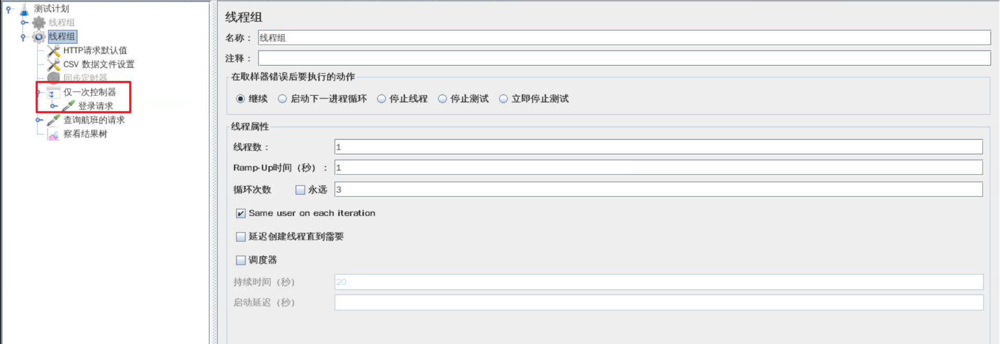 测试计划
线程组
线程组
HTTP请求默认值
CSV 数据文件设置
同步定时器
仅一次控制器
登录请求
查询航班的请求
察看结果树
线程组
名称： 线程组
注释：
在取样器错误后要执行的动作
继续 启动下一进程循环 停止线程 停止测试 立即停止测试
线程属性
线程数： 1
Ramp-Up时间（秒）： 1
循环次数 永远 3
Same user on each iteration
延迟创建线程直到需要
调度器
持续时间（秒） 20
启动延迟（秒）